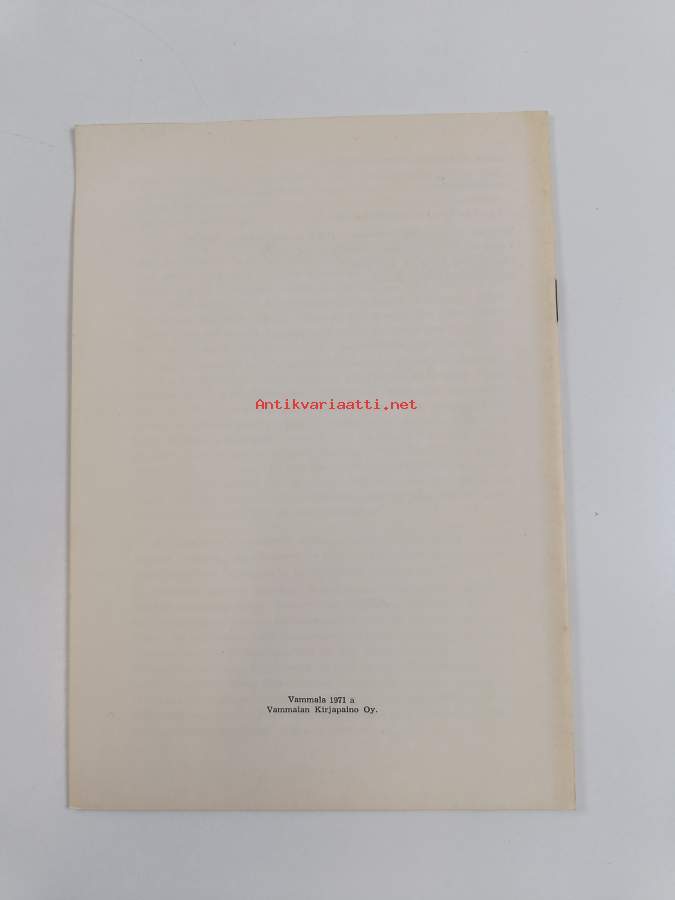 Antikvariaatti.net
Vammala 1971 a
Vammalan Kirjapaino Oy.